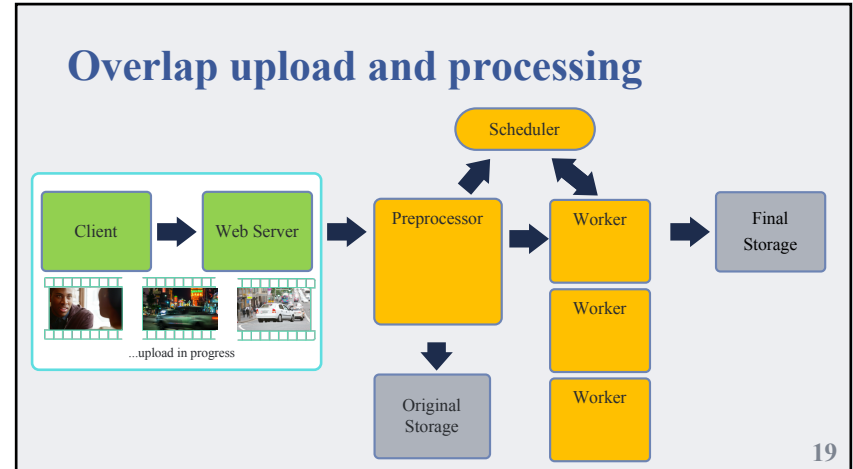 Overlap upload and processing
Scheduler
Client
Web Server
Preprocessor
Worker
Final
Storage
...upload in progress
Worker
Original
Storage
Worker
19